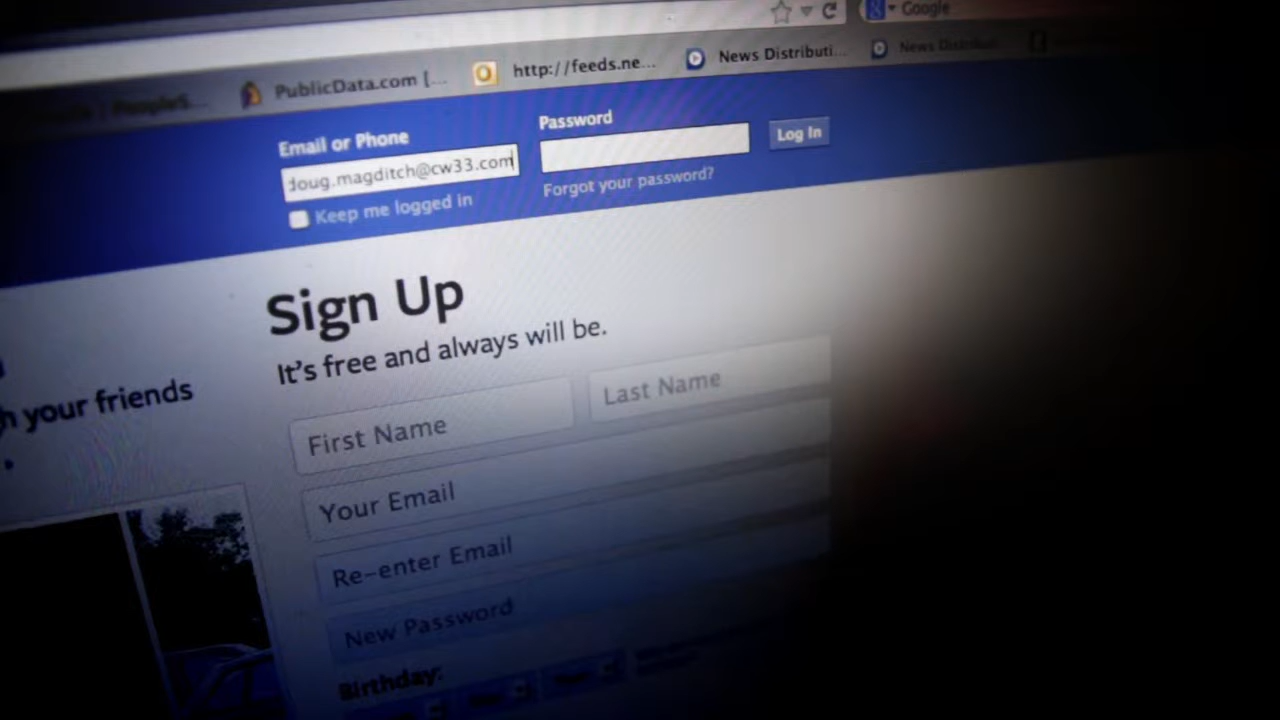 Google
PublicData.com [...
http://feeds.ne...
News Distributi...
News Distributi...
Email or Phone
Password
doug.magditch@cw33.com
Log In
Keep me logged in
Forgot your password?
Sign Up
It's free and always will be.
h your friends
First Name
Last Name
Your Email
Re-enter Email
New Password
Birthday: